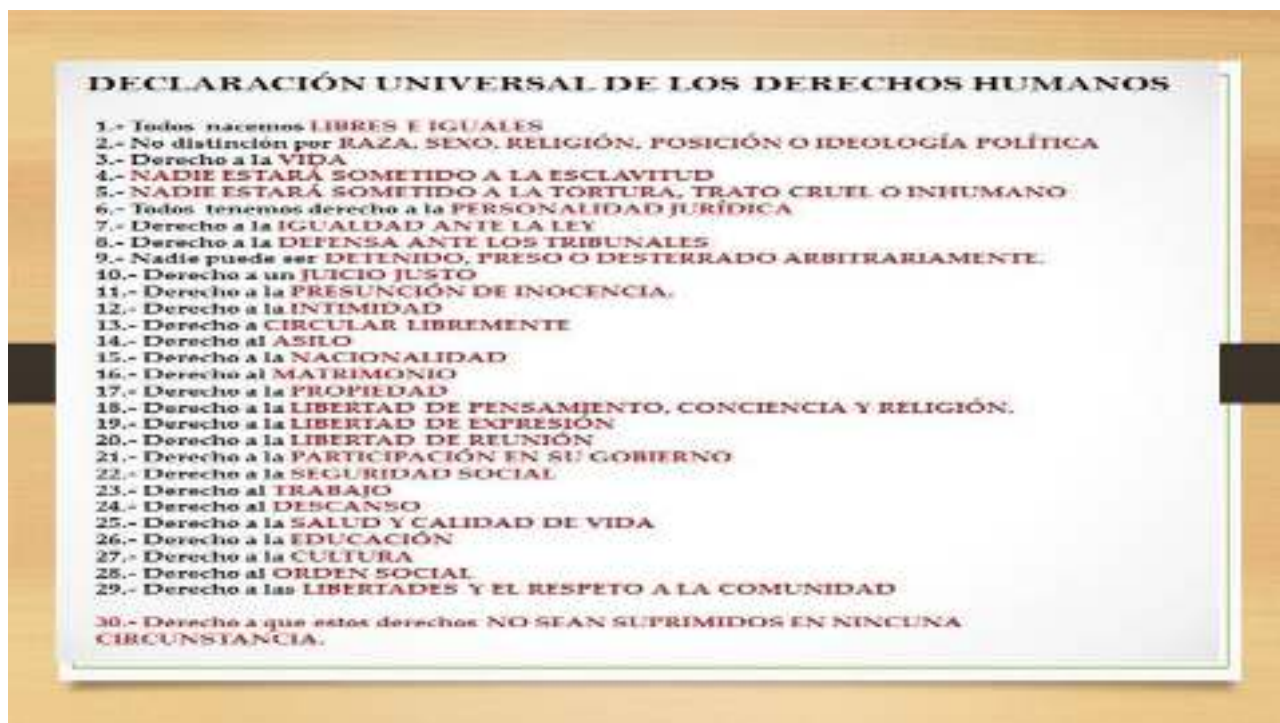 DECLARACIÓN UNIVERSAL DE LOS DERECHOS HUMANOS
1.- Todos nacemos LIBRES E IGUALES
2.- No distinción por RAZA, SEXO, RELIGIÓN, POSICIÓN O IDEOLOGÍA POLÍTICA
3.- Derecho a la VIDA
4.- NADIE ESTARÁ SOMETIDO A LA ESCLAVITUD
5.- NADIE ESTARÁ SOMETIDO A LA TORTURA, TRATO CRUEL O INHUMANO
6.- Todos tenemos derecho a la PERSONALIDAD JURÍDICA
7.- Derecho a la IGUALDAD ANTE LA LEY
8.- Derecho a la DEFENSA ANTE LOS TRIBUNALES
9.- Nadie puede ser DETENIDO, PRESO O DESTERRADO ARBITRARIAMENTE.
10.- Derecho a un JUICIO JUSTO
11.- Derecho a la PRESUNCIÓN DE INOCENCIA.
12.- Derecho a la INTIMIDAD
13.- Derecho a CIRCULAR LIBREMENTE
14.- Derecho al ASILO
15.- Derecho a la NACIONALIDAD
16.- Derecho al MATRIMONIO
17.- Derecho a la PROPIEDAD
18.- Derecho a la LIBERTAD DE PENSAMIENTO, CONCIENCIA Y RELIGIÓN.
19.- Derecho a la LIBERTAD DE EXPRESIÓN
20.- Derecho a la LIBERTAD DE REUNIÓN
21.- Derecho a la PARTICIPACIÓN EN SU GOBIERNO
22.- Derecho a la SEGURIDAD SOCIAL
23.- Derecho al TRABAJO
24.- Derecho al DESCANSO
25.- Derecho a la SALUD Y CALIDAD DE VIDA
26.- Derecho a la EDUCACIÓN
27.- Derecho a la CULTURA
28.- Derecho al ORDEN SOCIAL
29.- Derecho a las LIBERTADES Y EL RESPETO A LA COMUNIDAD
30.- Derecho a que estos derechos NO SEAN SUPRIMIDOS EN NINCUNA
CIRCUNSTANCIA.